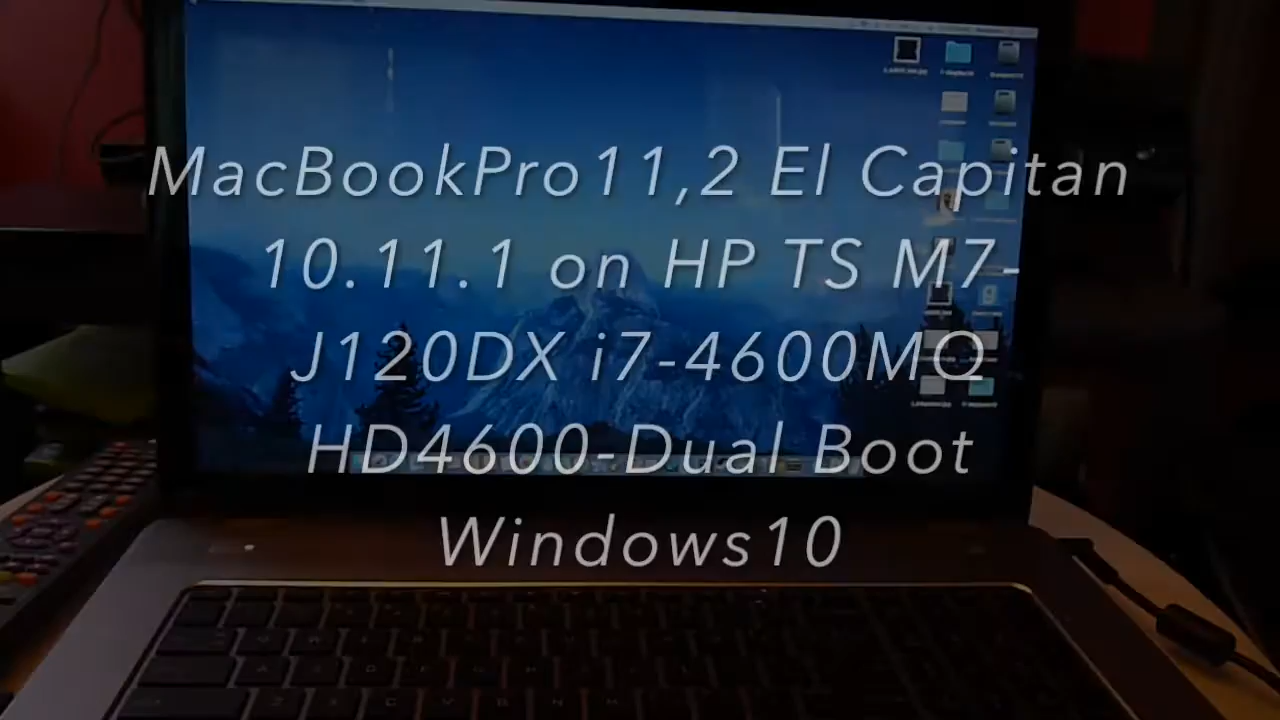 MacBookPro11,2 El Capitan
10.11.1 on HP TS M7-
J120DX i7-4600MQ
HD4600-Dual Boot
Windows10